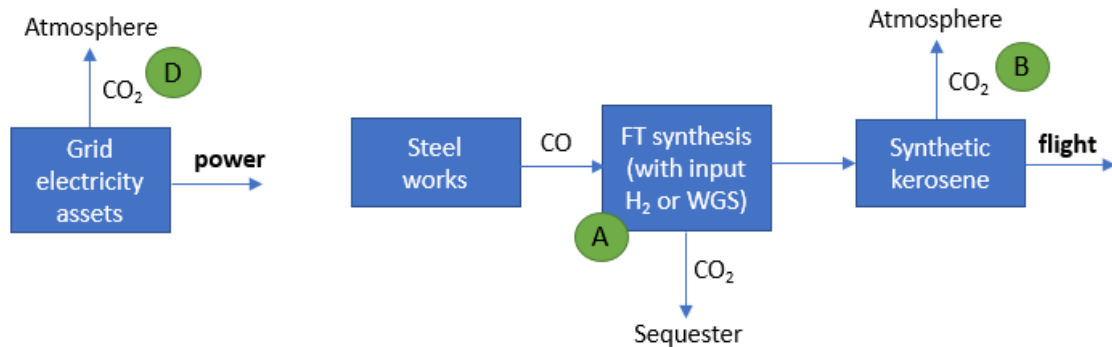 Atmosphere
CO₂
D
Grid
electricity
assets
power
Steel
works
CO
FT synthesis
(with input
H₂ or WGS)
A
CO₂
Sequester
Atmosphere
CO₂
B
Synthetic
kerosene
flight